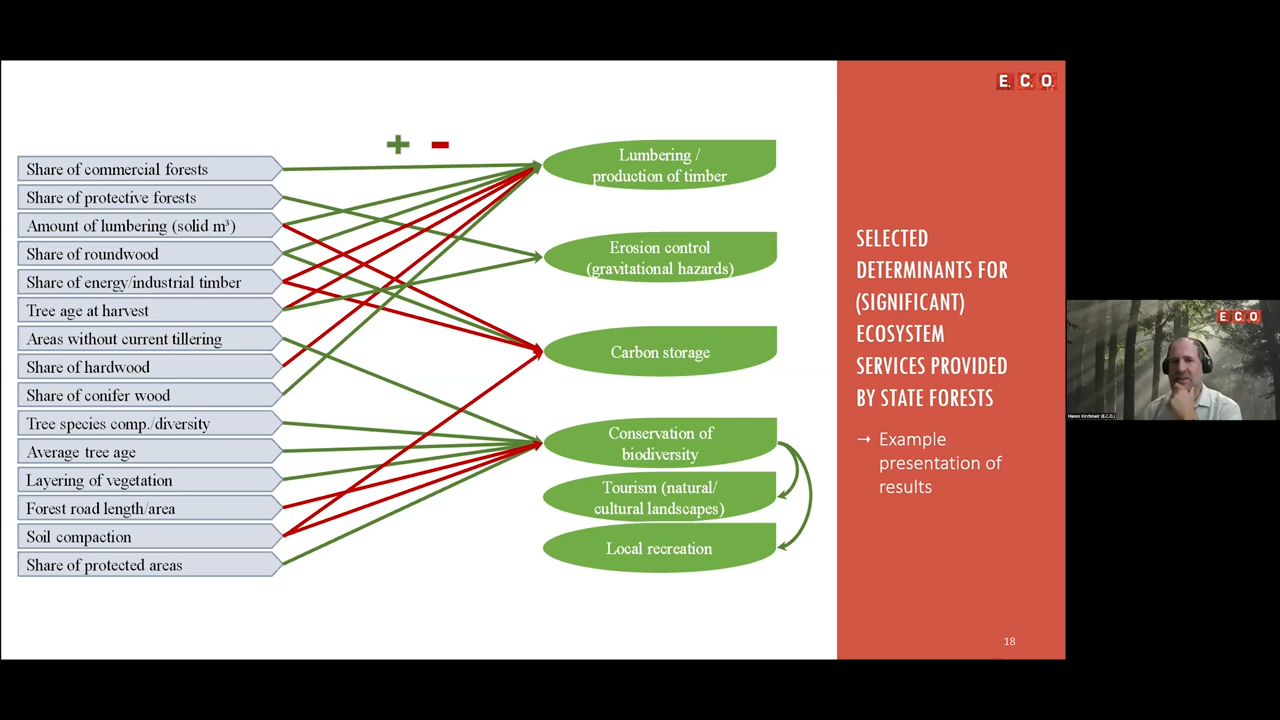 E. C. O.
+ -
Share of commercial forests
Share of protective forests
Amount of lumbering (solid m³)
Share of roundwood
Share of energy/industrial timber
Tree age at harvest
Areas without current tillering
Share of hardwood
Share of conifer wood
Tree species comp./diversity
Average tree age
Layering of vegetation
Forest road length/area
Soil compaction
Share of protected areas
Lumbering /
production of timber
Erosion control
(gravitational hazards)
Carbon storage
Conservation of
biodiversity
Tourism (natural/
cultural landscapes)
Local recreation
SELECTED
DETERMINANTS FOR
(SIGNIFICANT)
ECOSYSTEM
SERVICES PROVIDED
BY STATE FORESTS
→ Example
presentation of
results
18
E. C. O.
Hanns Kirchmeir (E.C.O.)